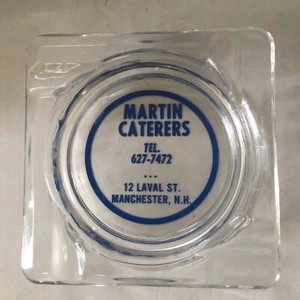 MARTIN
CATERERS
TEL.
627-7472
...
12 LAVAL ST.
MANCHESTER, N.H.